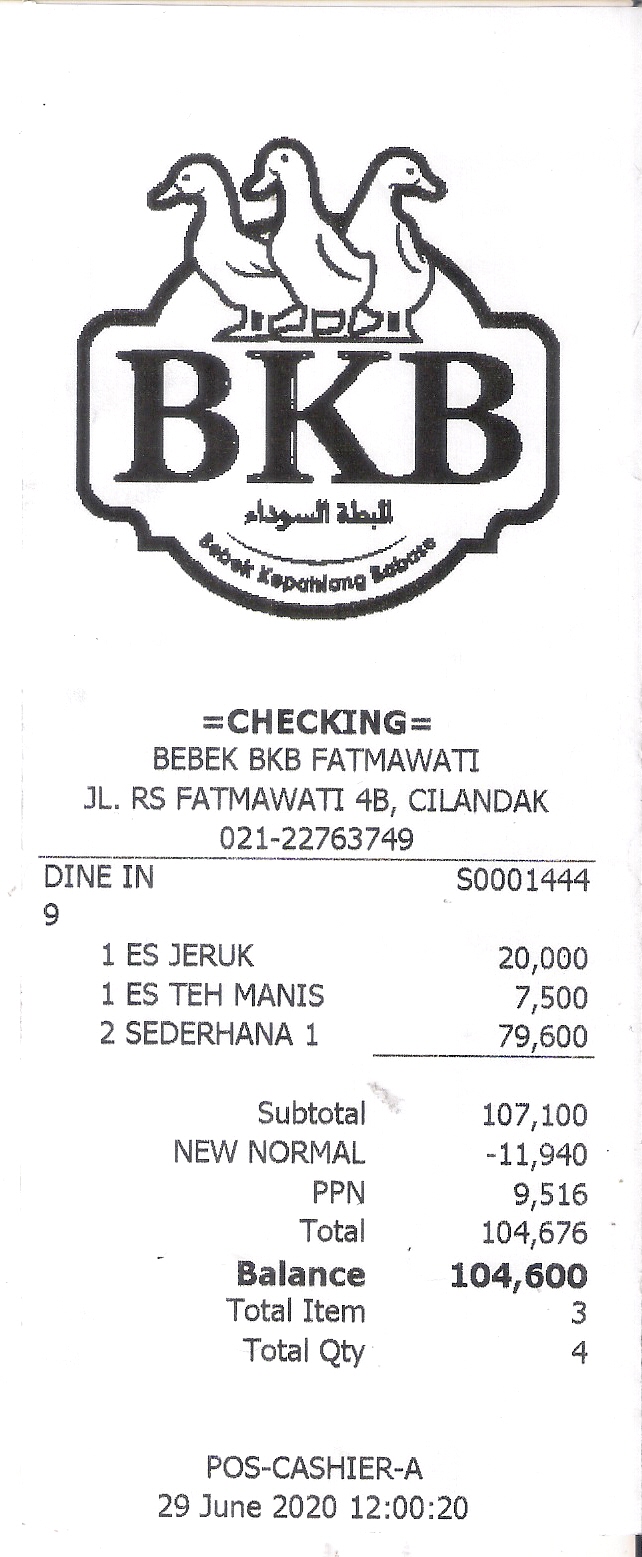 BKB
البطة السوداء
Bebek Kepahiang Babate
=CHECKING=
BEBEK BKB FATMAWATI
JL. RS FATMAWATI 4B, CILANDAK
021-22763749
DINE IN S0001444
9
1 ES JERUK 20,000
1 ES TEH MANIS 7,500
2 SEDERHANA 1 79,600
Subtotal 107,100
NEW NORMAL -11,940
PPN 9,516
Total 104,676
Balance 104,600
Total Item 3
Total Qty 4
POS-CASHIER-A
29 June 2020 12:00:20